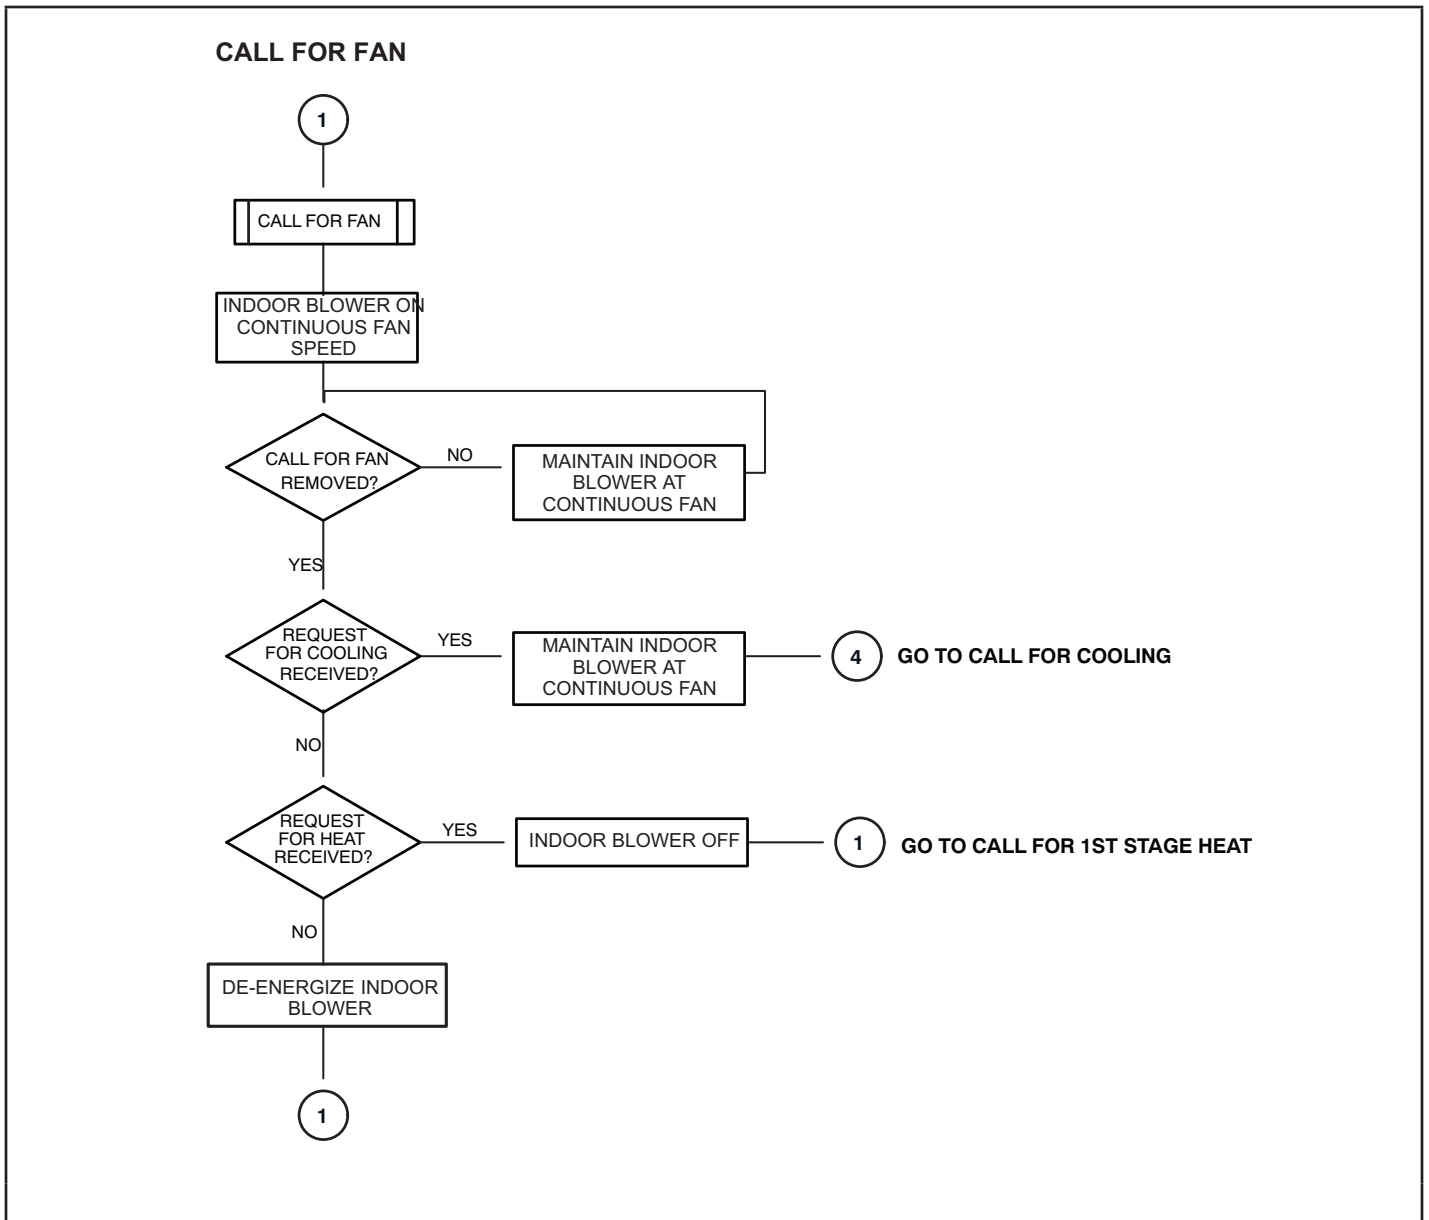 CALL FOR FAN
1
CALL FOR FAN
INDOOR BLOWER ON
CONTINUOUS FAN
SPEED
CALL FOR FAN
REMOVED?
NO
MAINTAIN INDOOR
BLOWER AT
CONTINUOUS FAN
YES
REQUEST
FOR COOLING
RECEIVED?
YES
MAINTAIN INDOOR
BLOWER AT
CONTINUOUS FAN
4
GO TO CALL FOR COOLING
NO
REQUEST
FOR HEAT
RECEIVED?
YES
INDOOR BLOWER OFF
1
GO TO CALL FOR 1ST STAGE HEAT
NO
DE-ENERGIZE INDOOR
BLOWER
1